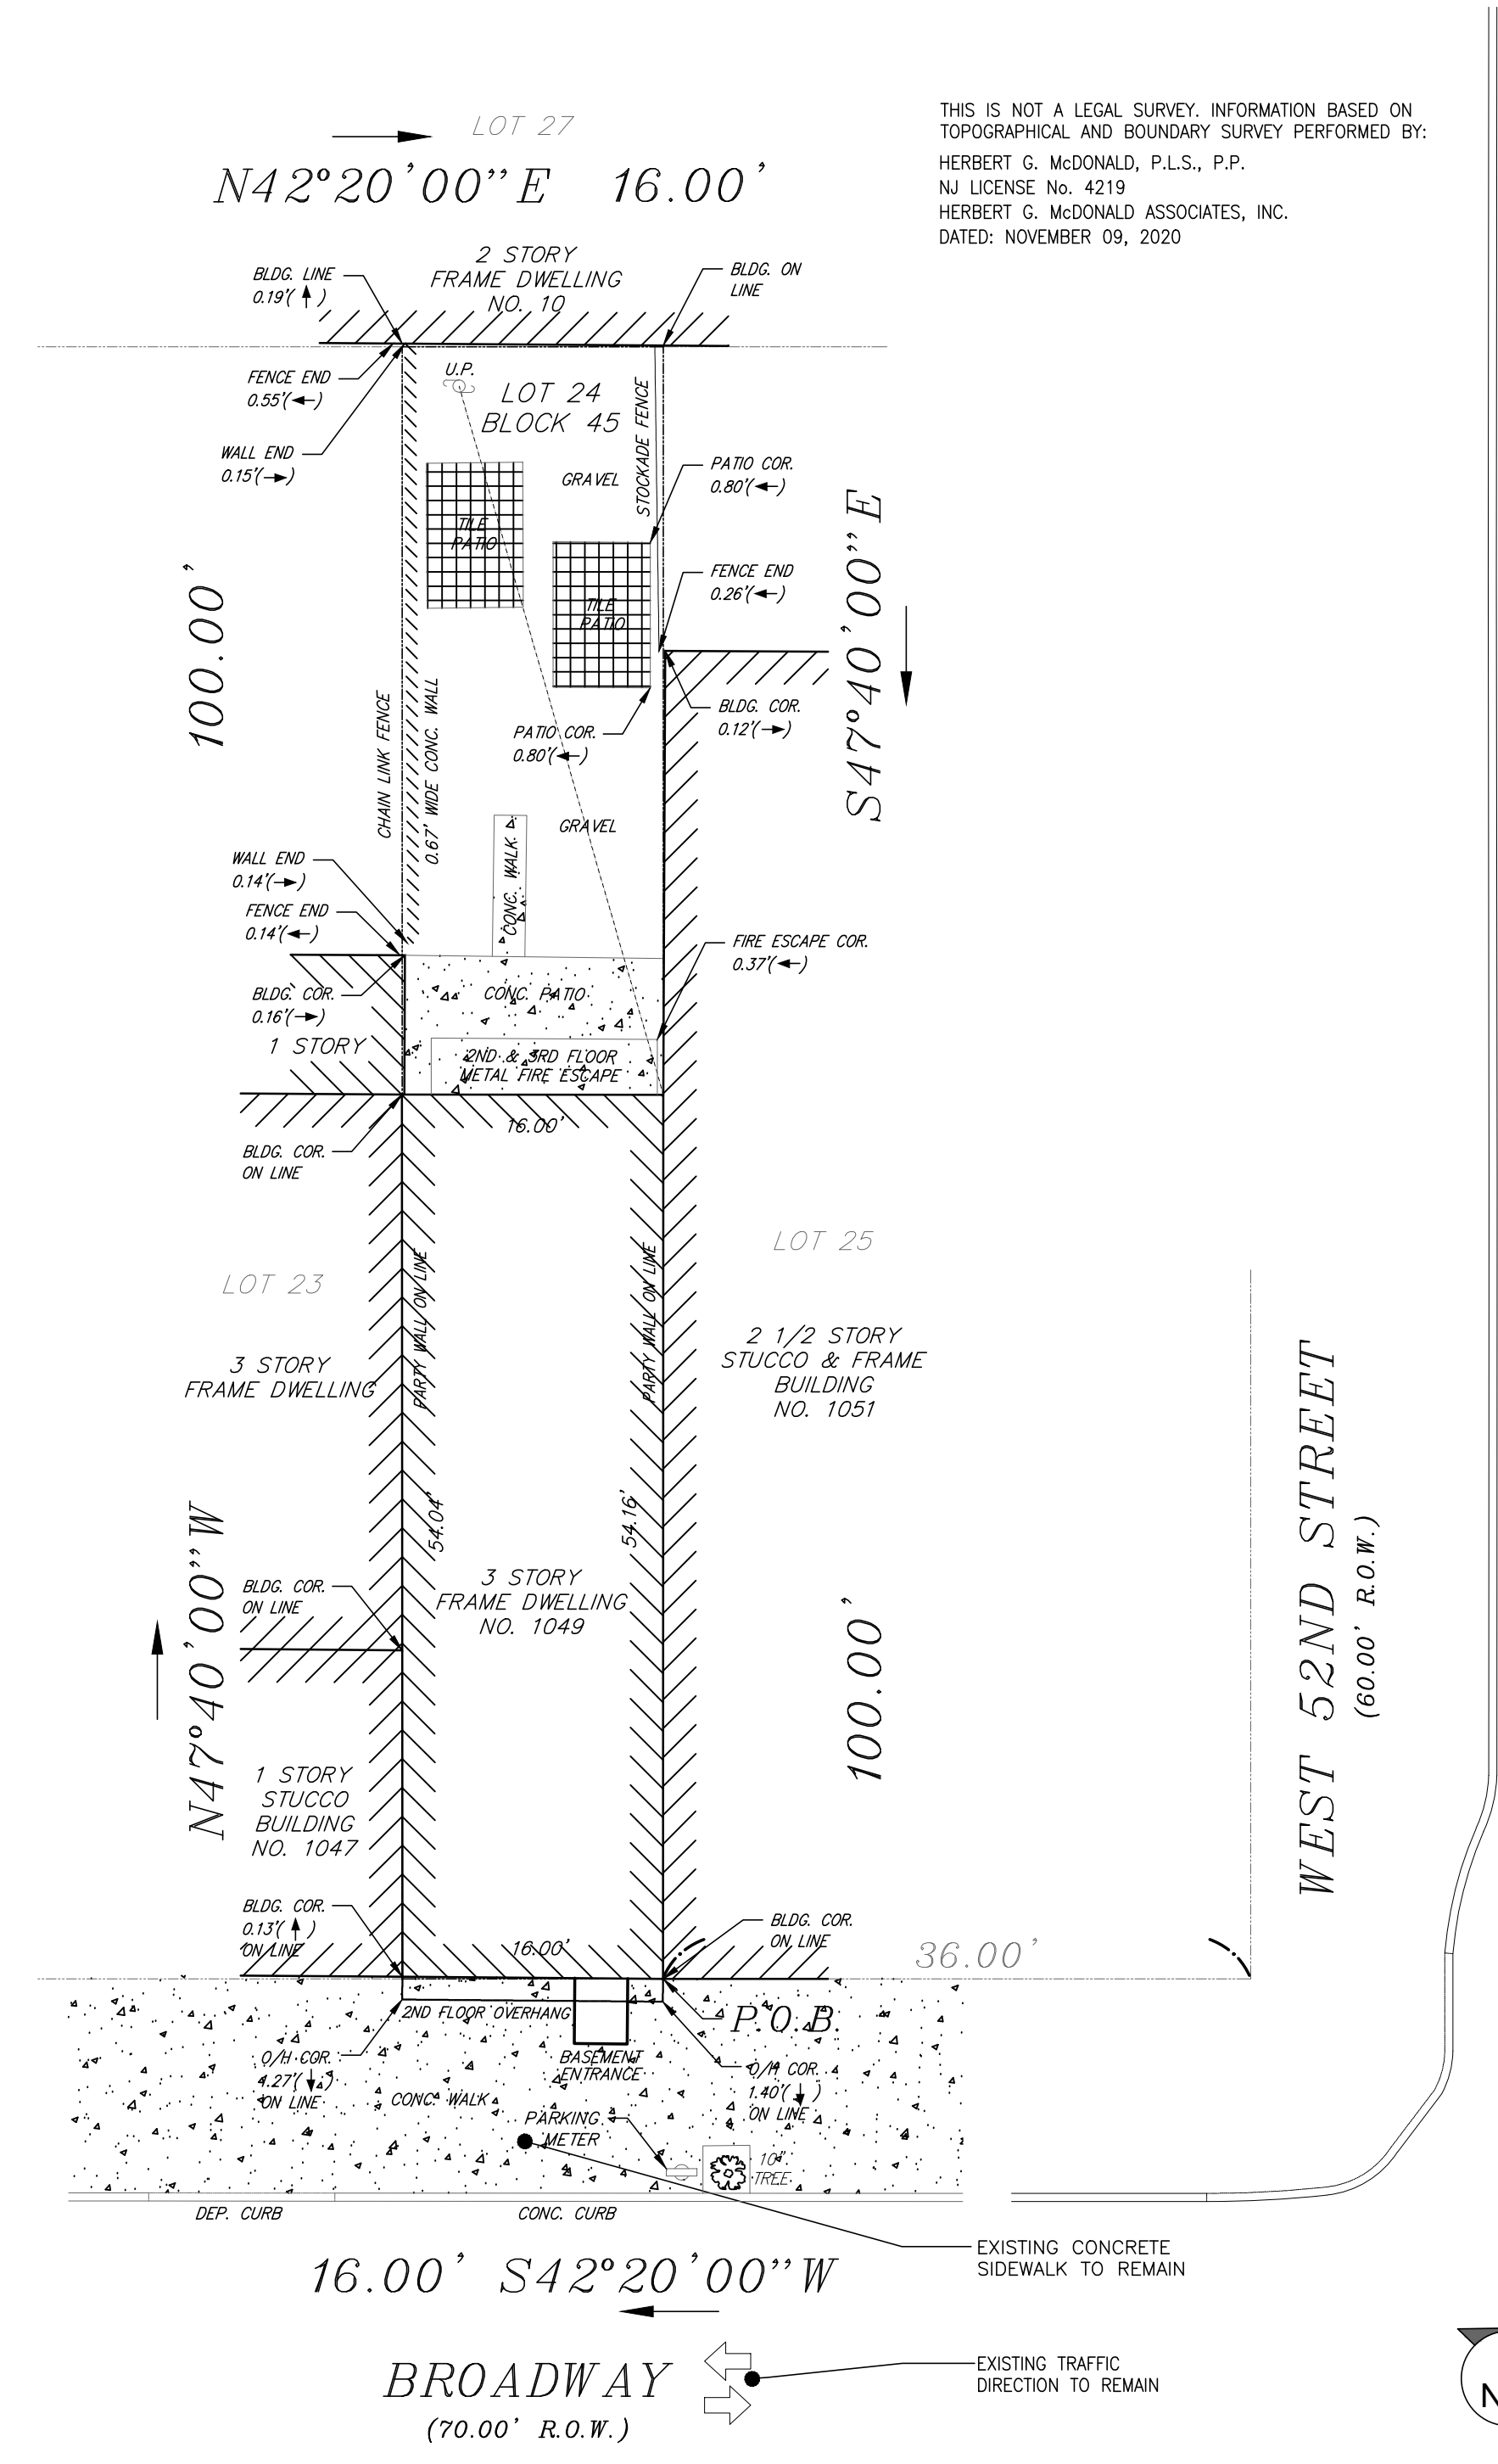 LOT 27
N42°20'00"E 16.00'
THIS IS NOT A LEGAL SURVEY. INFORMATION BASED ON
TOPOGRAPHICAL AND BOUNDARY SURVEY PERFORMED BY:
HERBERT G. McDONALD, P.L.S., P.P.
NJ LICENSE No. 4219
HERBERT G. McDONALD ASSOCIATES, INC.
DATED: NOVEMBER 09, 2020
2 STORY
FRAME DWELLING
NO. 10
BLDG. LINE
0.19'(↑)
BLDG. ON
LINE
FENCE END
0.55'(←)
WALL END
0.15'(→)
U.P.
LOT 24
BLOCK 45
STOCKADE FENCE
GRAVEL
PATIO COR.
0.80'(←)
TILE
PATIO
TILE
PATIO
FENCE END
0.26'(←)
100.00'
S47°40'00"E
BLDG. COR.
0.12'(→)
PATIO COR.
0.80'(←)
CHAIN LINK FENCE
0.67' WIDE CONC. WALL
GRAVEL
CONC. WALK
WALL END
0.14'(→)
FENCE END
0.14'(←)
FIRE ESCAPE COR.
0.37'(←)
BLDG. COR.
0.16'(→)
CONC. PATIO
1 STORY
2ND & 3RD FLOOR
METAL FIRE ESCAPE
16.00'
BLDG. COR.
ON LINE
PARTY WALL ON LINE
PARTY WALL ON LINE
LOT 25
LOT 23
2 1/2 STORY
STUCCO & FRAME
BUILDING
NO. 1051
3 STORY
FRAME DWELLING
54.04'
54.16'
WEST 52ND STREET
(60.00' R.O.W.)
N47°40'00"W
BLDG. COR.
ON LINE
3 STORY
FRAME DWELLING
NO. 1049
100.00'
1 STORY
STUCCO
BUILDING
NO. 1047
BLDG. COR.
0.13'(↑)
ON LINE
16.00'
BLDG. COR.
ON LINE
36.00'
2ND FLOOR OVERHANG
P.O.B.
O/H COR.
1.27'(↓)
ON LINE
BASEMENT
ENTRANCE
O/H COR.
1.40'(↓)
ON LINE
CONC. WALK
PARKING
METER
10"
TREE
DEP. CURB
CONC. CURB
EXISTING CONCRETE
SIDEWALK TO REMAIN
16.00' S42°20'00"W
BROADWAY
(70.00' R.O.W.)
EXISTING TRAFFIC
DIRECTION TO REMAIN
N